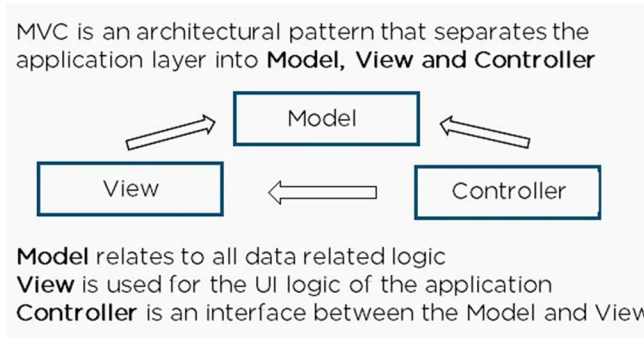 MVC is an architectural pattern that separates the
application layer into Model, View and Controller
Model
View
Controller
Model relates to all data related logic
View is used for the UI logic of the application
Controller is an interface between the Model and View